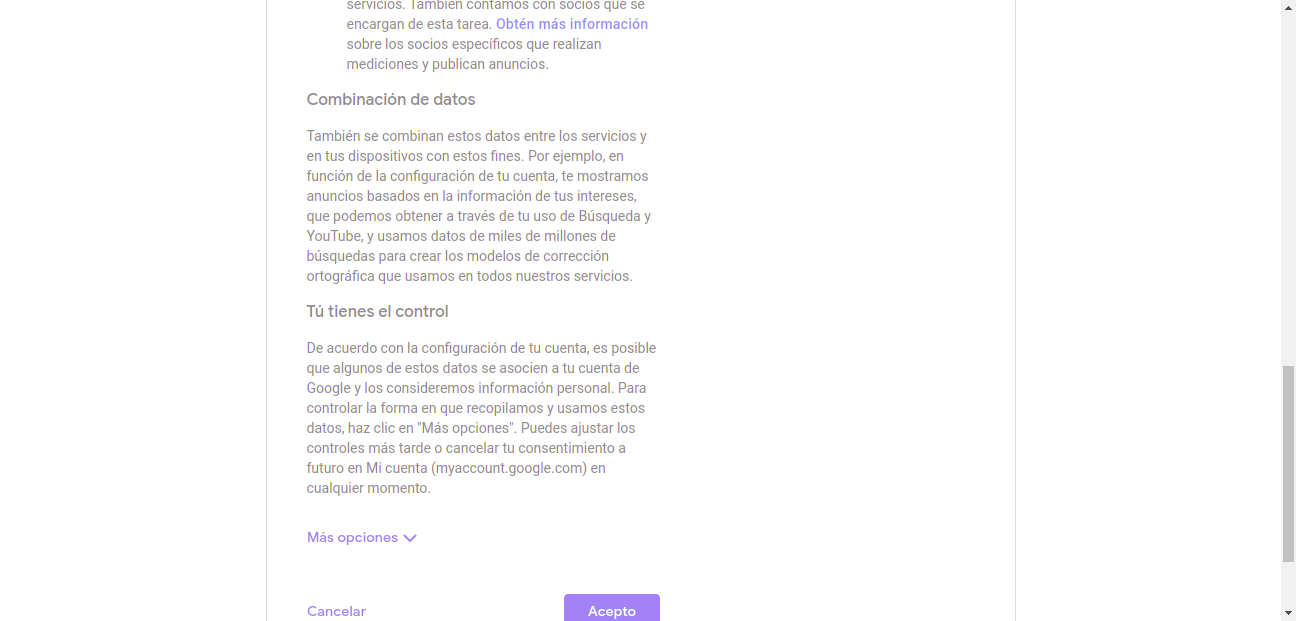 servicios. También contamos con socios que se
encargan de esta tarea. Obtén más información
sobre los socios específicos que realizan
mediciones y publican anuncios.
Combinación de datos
También se combinan estos datos entre los servicios y
en tus dispositivos con estos fines. Por ejemplo, en
función de la configuración de tu cuenta, te mostramos
anuncios basados en la información de tus intereses,
que podemos obtener a través de tu uso de Búsqueda y
YouTube, y usamos datos de miles de millones de
búsquedas para crear los modelos de corrección
ortográfica que usamos en todos nuestros servicios.
Tú tienes el control
De acuerdo con la configuración de tu cuenta, es posible
que algunos de estos datos se asocien a tu cuenta de
Google y los consideremos información personal. Para
controlar la forma en que recopilamos y usamos estos
datos, haz clic en "Más opciones". Puedes ajustar los
controles más tarde o cancelar tu consentimiento a
futuro en Mi cuenta (myaccount.google.com) en
cualquier momento.
Más opciones
Cancelar
Acepto